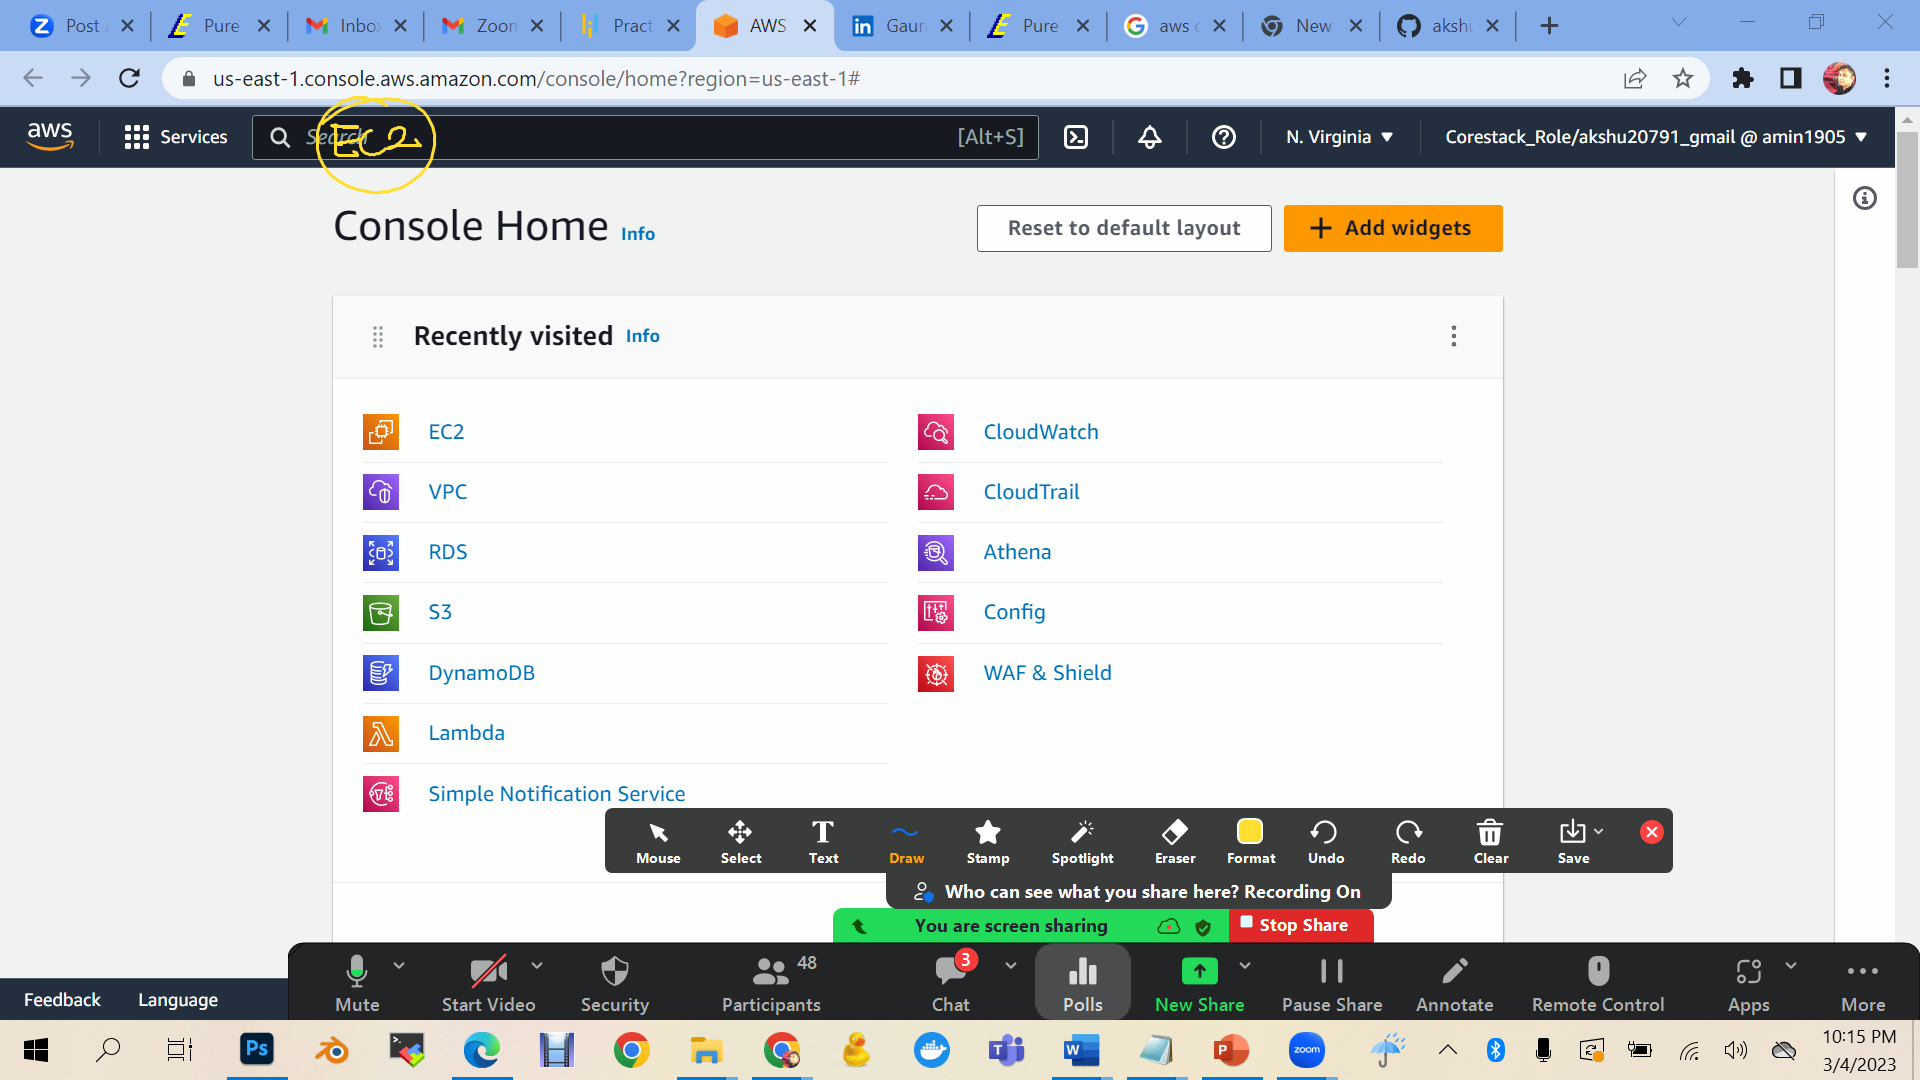 Post
Pure
Inbo
Zoon
Pract
AWS
Gaur
Pure
aws
New
aksh
us-east-1.console.aws.amazon.com/console/home?region=us-east-1#
aws
Services
Search
EC2
[Alt+S]
N. Virginia
Corestack_Role/akshu20791_gmail @ amin1905
Console Home Info
Reset to default layout
Add widgets
Recently visited Info
EC2
CloudWatch
VPC
CloudTrail
RDS
Athena
S3
Config
DynamoDB
WAF & Shield
Lambda
Simple Notification Service
Mouse
Select
Text
Draw
Stamp
Spotlight
Eraser
Format
Undo
Redo
Clear
Save
Who can see what you share here? Recording On
You are screen sharing
Stop Share
Mute
Start Video
Security
Participants 48
Chat 3
Polls
New Share
Pause Share
Annotate
Remote Control
Apps
More
Feedback
Language
Ps
zoom
10:15 PM
3/4/2023